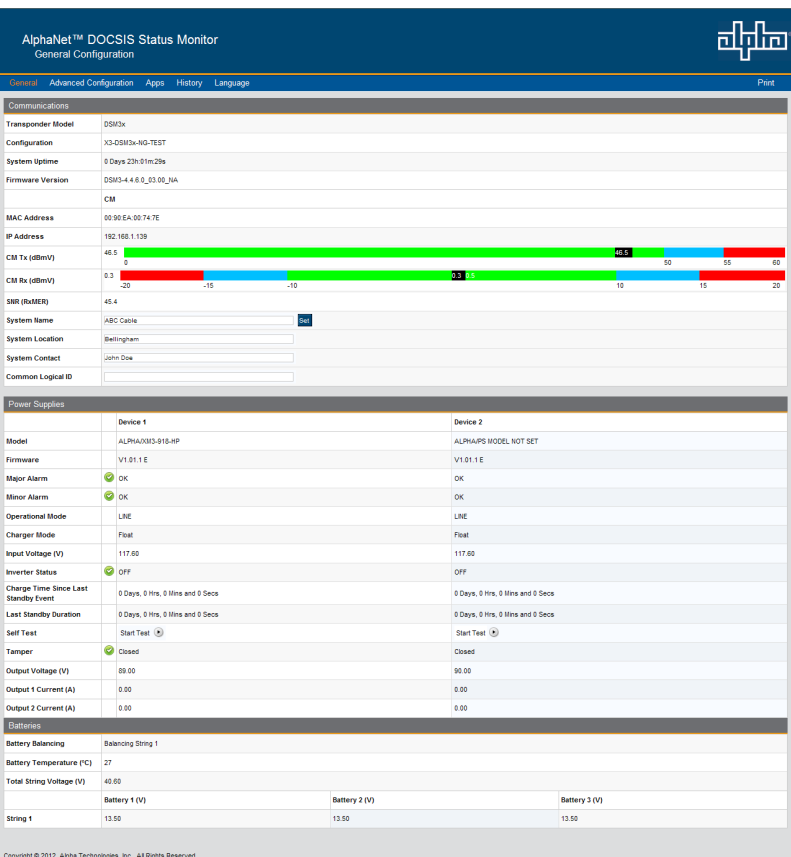 AlphaNet™ DOCSIS Status Monitor
General Configuration
alpha
General Advanced Configuration Apps History Language Print
Communications
Transponder Model DSM3x
Configuration X3-DSM3x-NG-TEST
System Uptime 0 Days 23h:01m:29s
Firmware Version DSM3-4.4.6.0_03.00_NA
CM
MAC Address 00:90:EA:00:74:7E
IP Address 192.168.1.139
CM Tx (dBmV) 46.5 46.5
0 50 55 60
CM Rx (dBmV) 0.3 0.3 0.5
-20 -15 -10 10 15 20
SNR (RxMER) 45.4
System Name ABC Cable Set
System Location Bellingham
System Contact John Doe
Common Logical ID
Power Supplies
Device 1 Device 2
Model ALPHA/XM3-918-HP ALPHA/PS MODEL NOT SET
Firmware V1.01.1 E V1.01.1 E
Major Alarm OK OK
Minor Alarm OK OK
Operational Mode LINE LINE
Charger Mode Float Float
Input Voltage (V) 117.60 117.60
Inverter Status OFF OFF
Charge Time Since Last
Standby Event 0 Days, 0 Hrs, 0 Mins and 0 Secs 0 Days, 0 Hrs, 0 Mins and 0 Secs
Last Standby Duration 0 Days, 0 Hrs, 0 Mins and 0 Secs 0 Days, 0 Hrs, 0 Mins and 0 Secs
Self Test Start Test Start Test
Tamper Closed Closed
Output Voltage (V) 89.00 90.00
Output 1 Current (A) 0.00 0.00
Output 2 Current (A) 0.00 0.00
Batteries
Battery Balancing Balancing String 1
Battery Temperature (ºC) 27
Total String Voltage (V) 40.60
Battery 1 (V) Battery 2 (V) Battery 3 (V)
String 1 13.50 13.50 13.50
Copyright © 2012. Alpha Technologies, Inc. All Rights Reserved.